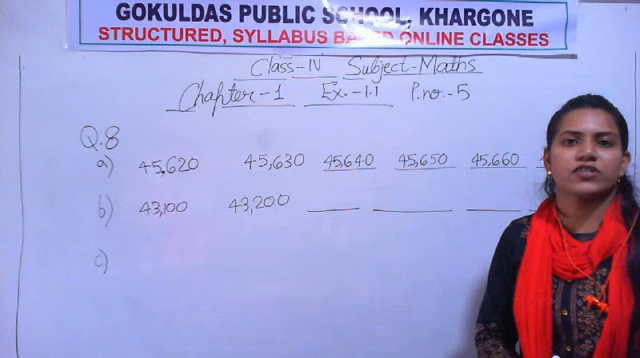 GOKULDAS PUBLIC SCHOOL, KHARGONE
STRUCTURED, SYLLABUS BASED ONLINE CLASSES
Class-IV Subject-Maths
Chapter-1 Ex.-1.1 P.no.-5
Q.8
a) 45,620 45,630 45,640 45,650 45,660
b) 43,100 43,200
c)